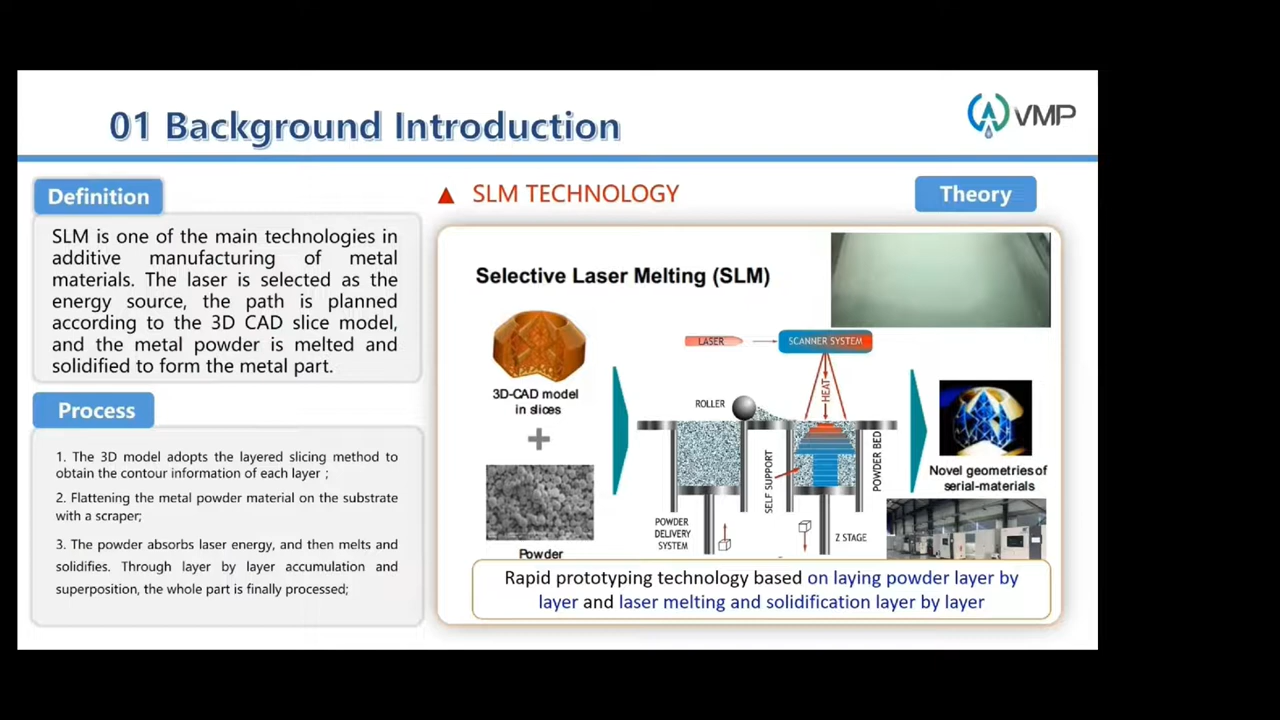 01 Background Introduction
VMP
Definition
SLM is one of the main technologies in
additive manufacturing of metal
materials. The laser is selected as the
energy source, the path is planned
according to the 3D CAD slice model,
and the metal powder is melted and
solidified to form the metal part.
Process
1. The 3D model adopts the layered slicing method to
obtain the contour information of each layer ;
2. Flattening the metal powder material on the substrate
with a scraper;
3. The powder absorbs laser energy, and then melts and
solidifies. Through layer by layer accumulation and
superposition, the whole part is finally processed;
▲ SLM TECHNOLOGY
Theory
Selective Laser Melting (SLM)
3D-CAD model
in slices
+
Powder
LASER
SCANNER SYSTEM
HEAT
ROLLER
SELF SUPPORT
POWDER BED
POWDER
DELIVERY
SYSTEM
Z STAGE
Novel geometries of
serial-materials
Rapid prototyping technology based on laying powder layer by
layer and laser melting and solidification layer by layer